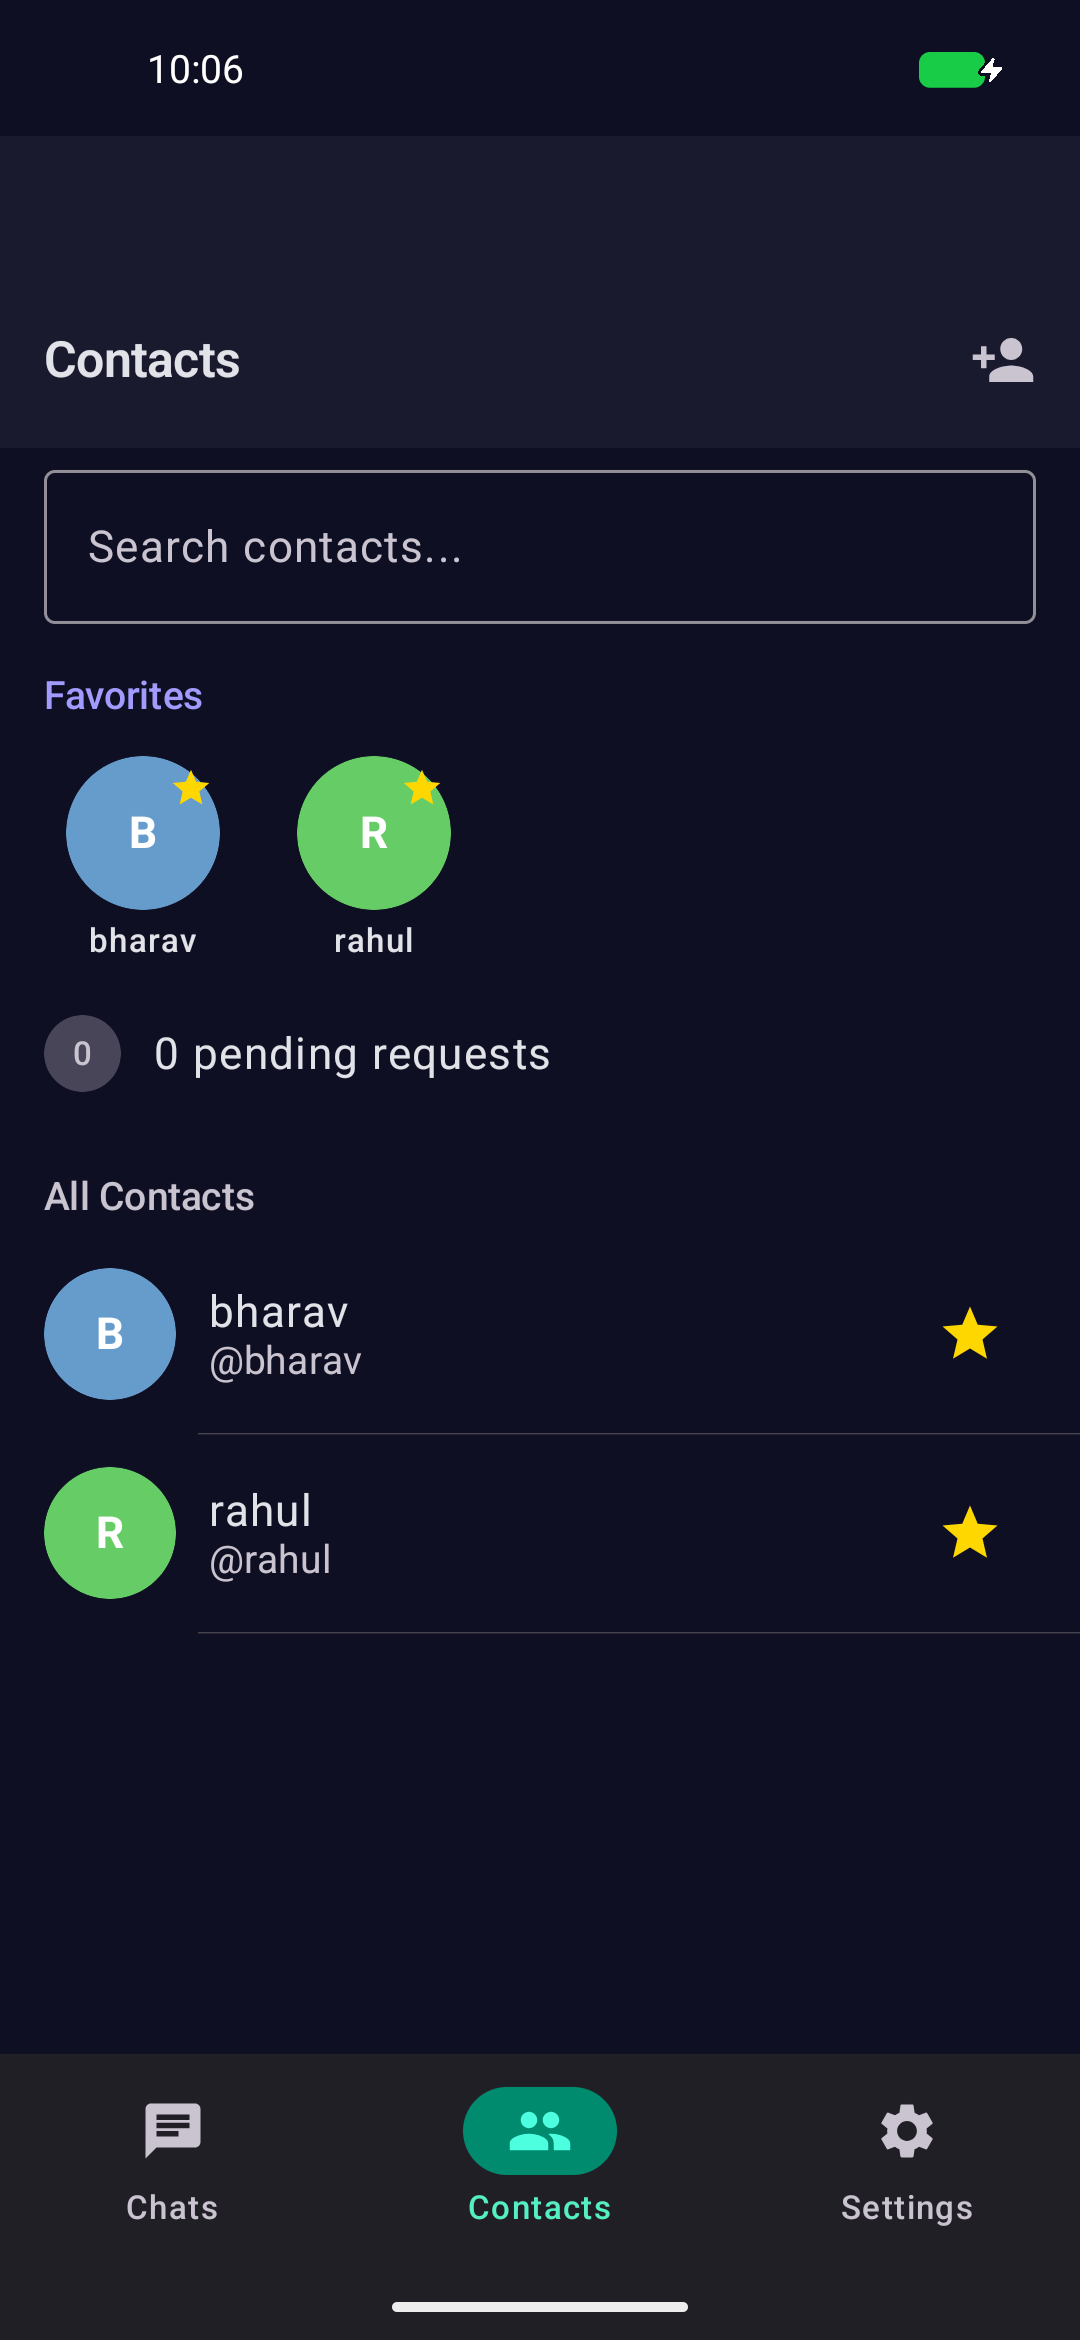 10:06
Contacts
Search contacts...
Favorites
B
R
bharav
rahul
0
0 pending requests
All Contacts
B
bharav
@bharav
R
rahul
@rahul
Chats
Contacts
Settings